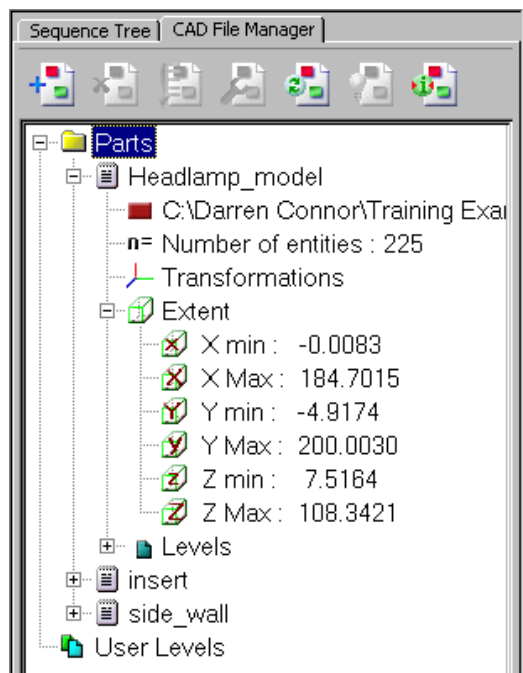 Sequence Tree CAD File Manager
Parts
Headlamp_model
C:\Darren Connor\Training Exa
n= Number of entities : 225
Transformations
Extent
X min : -0.0083
X Max : 184.7015
Y min : -4.9174
Y Max : 200.0030
Z min : 7.5164
Z Max : 108.3421
Levels
insert
side_wall
User Levels